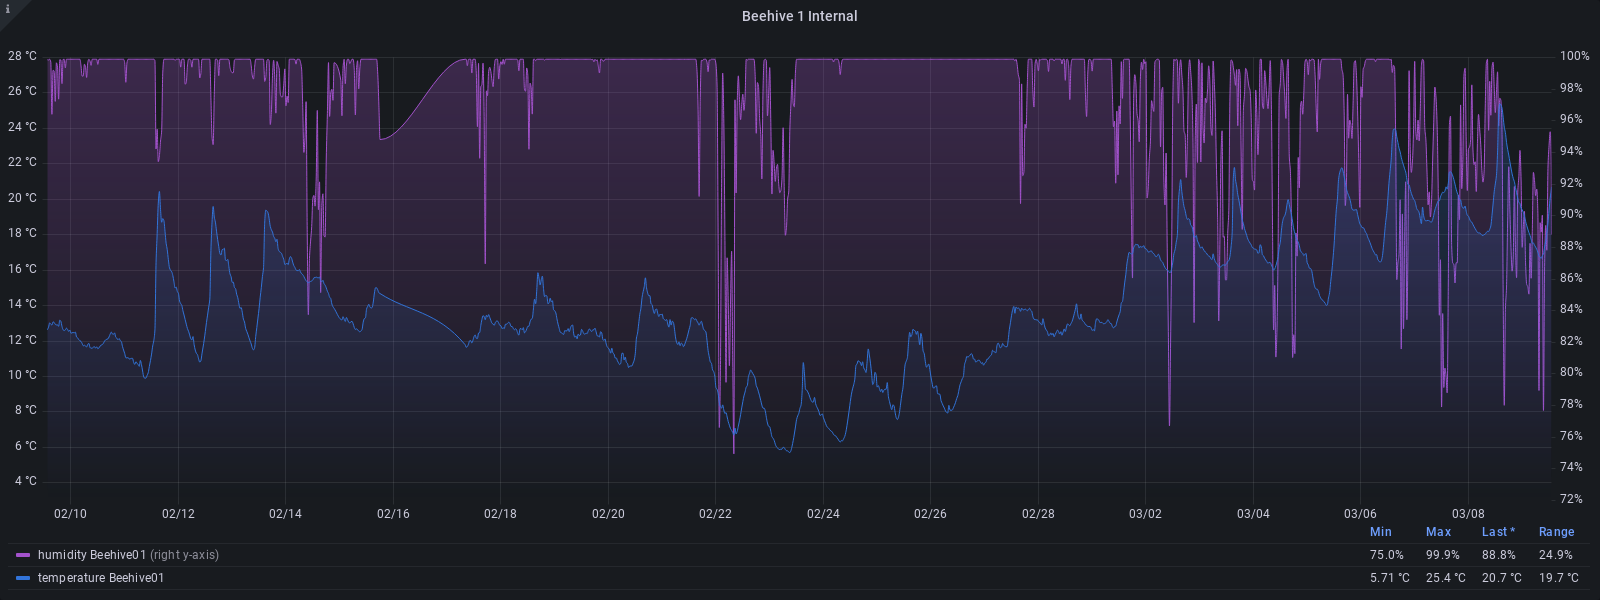 i
Beehive 1 Internal
28 °C 100%
26 °C 98%
24 °C 96%
22 °C 94%
20 °C 92%
18 °C 90%
16 °C 88%
14 °C 86%
12 °C 84%
10 °C 82%
8 °C 80%
6 °C 78%
4 °C 76%
74%
72%
02/10 02/12 02/14 02/16 02/18 02/20 02/22 02/24 02/26 02/28 03/02 03/04 03/06 03/08
Min Max Last * Range
humidity Beehive01 (right y-axis) 75.0% 99.9% 88.8% 24.9%
temperature Beehive01 5.71 °C 25.4 °C 20.7 °C 19.7 °C